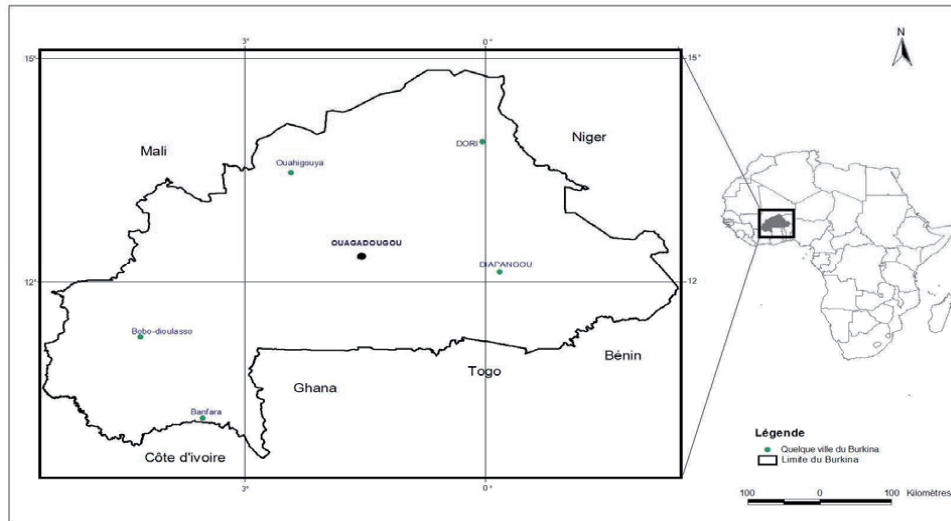 3°
0°
N
15°
15°
Mali
Niger
DORI
Ouahigouya
OUAGADOUGOU
DIAPANGOU
12°
12°
Bobo-dioulasso
Bénin
Togo
Ghana
Banfara
Côte d'ivoire
3°
0°
Légende
Quelque ville du Burkina
Limite du Burkina
100 0 100 Kilomètres